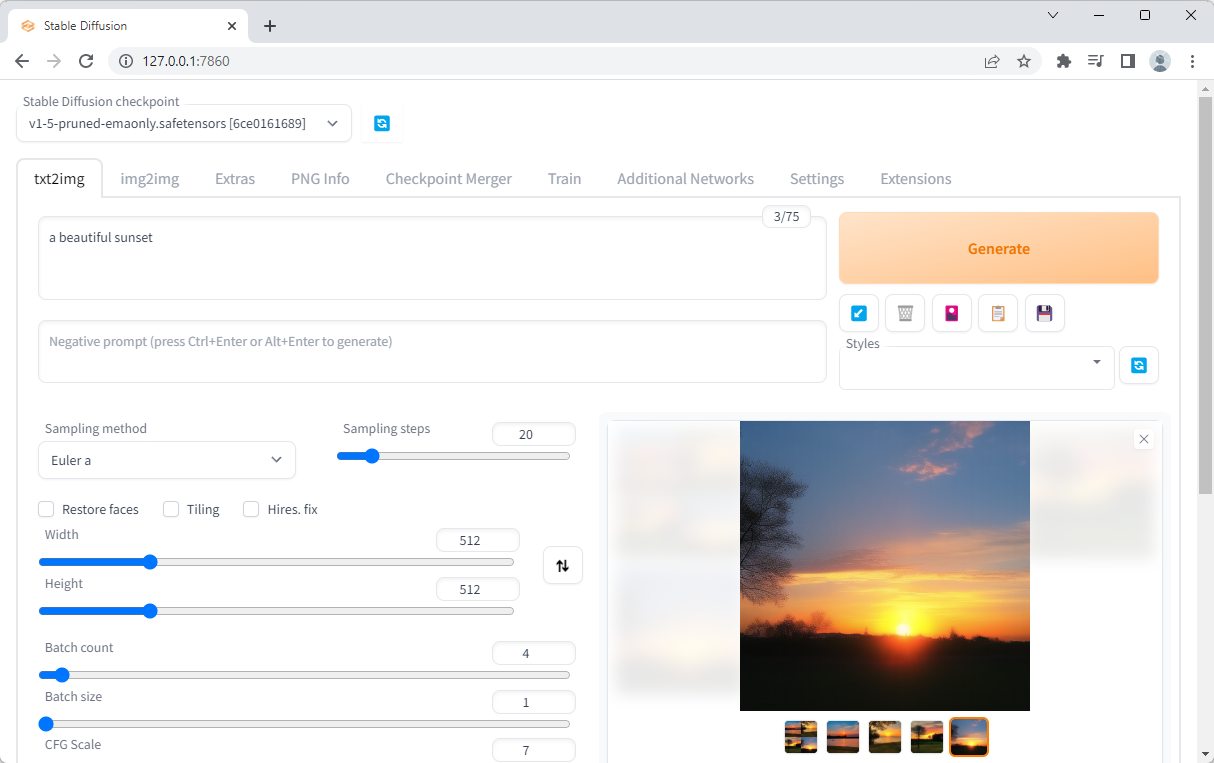 Stable Diffusion
127.0.0.1:7860
Stable Diffusion checkpoint
v1-5-pruned-emaonly.safetensors [6ce0161689]
txt2img img2img Extras PNG Info Checkpoint Merger Train Additional Networks Settings Extensions
3/75
a beautiful sunset
Generate
Negative prompt (press Ctrl+Enter or Alt+Enter to generate)
Styles
Sampling method
Euler a
Sampling steps
20
Restore faces Tiling Hires. fix
Width
512
Height
512
Batch count
4
Batch size
1
CFG Scale
7